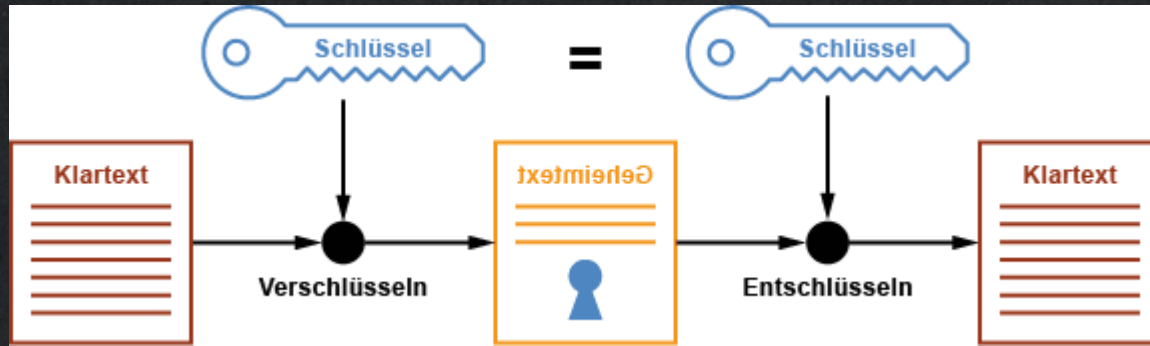 Schlüssel = Schlüssel
Klartext Geheimtext Klartext
Verschlüsseln Entschlüsseln